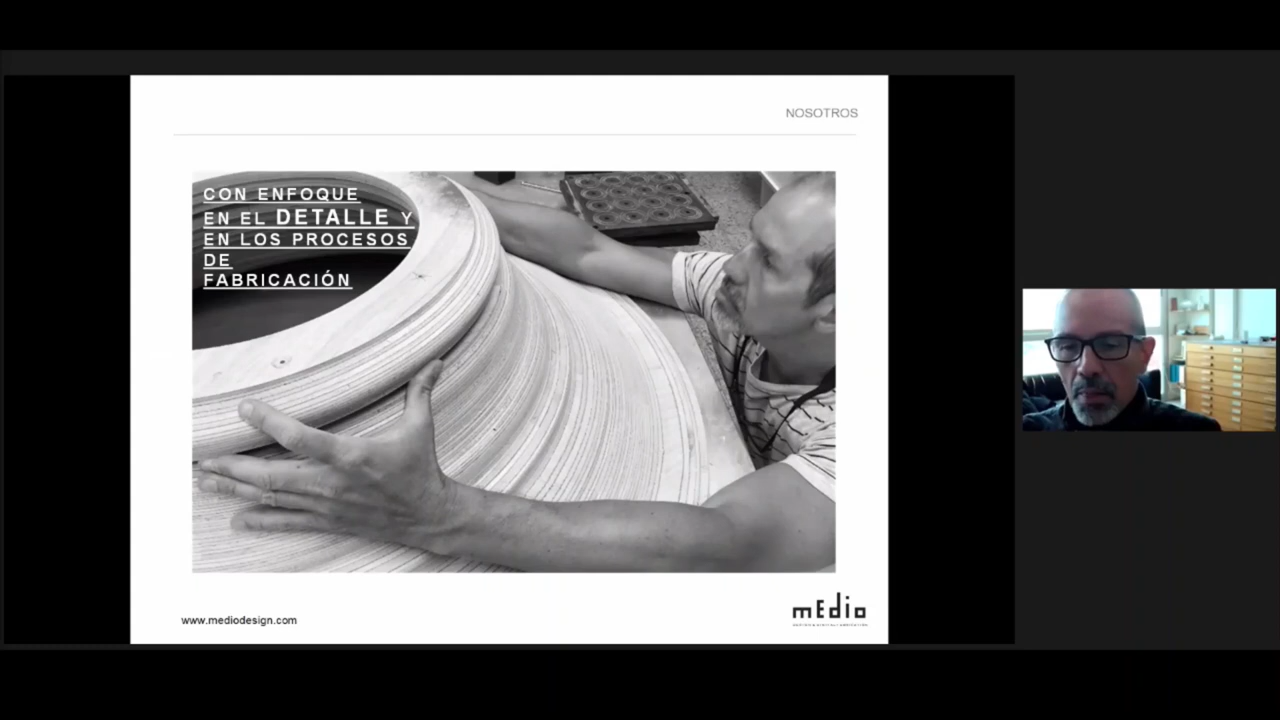 NOSOTROS
CON ENFOQUE
EN EL DETALLE Y
EN LOS PROCESOS
DE
FABRICACIÓN
www.mediodesign.com
mEdio